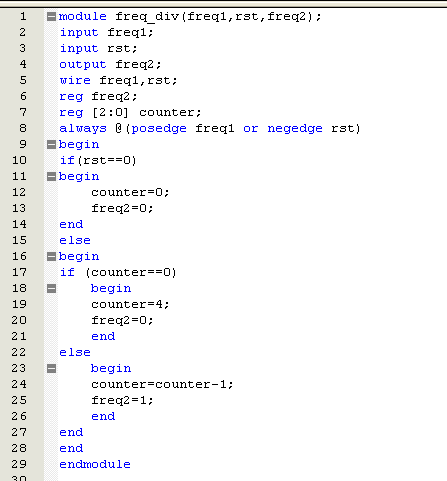 1 module freq_div(freq1,rst,freq2);
2 input freq1;
3 input rst;
4 output freq2;
5 wire freq1,rst;
6 reg freq2;
7 reg [2:0] counter;
8 always @(posedge freq1 or negedge rst)
9 begin
10 if(rst==0)
11 begin
12 counter=0;
13 freq2=0;
14 end
15 else
16 begin
17 if (counter==0)
18 begin
19 counter=4;
20 freq2=0;
21 end
22 else
23 begin
24 counter=counter-1;
25 freq2=1;
26 end
27 end
28 end
29 endmodule
30